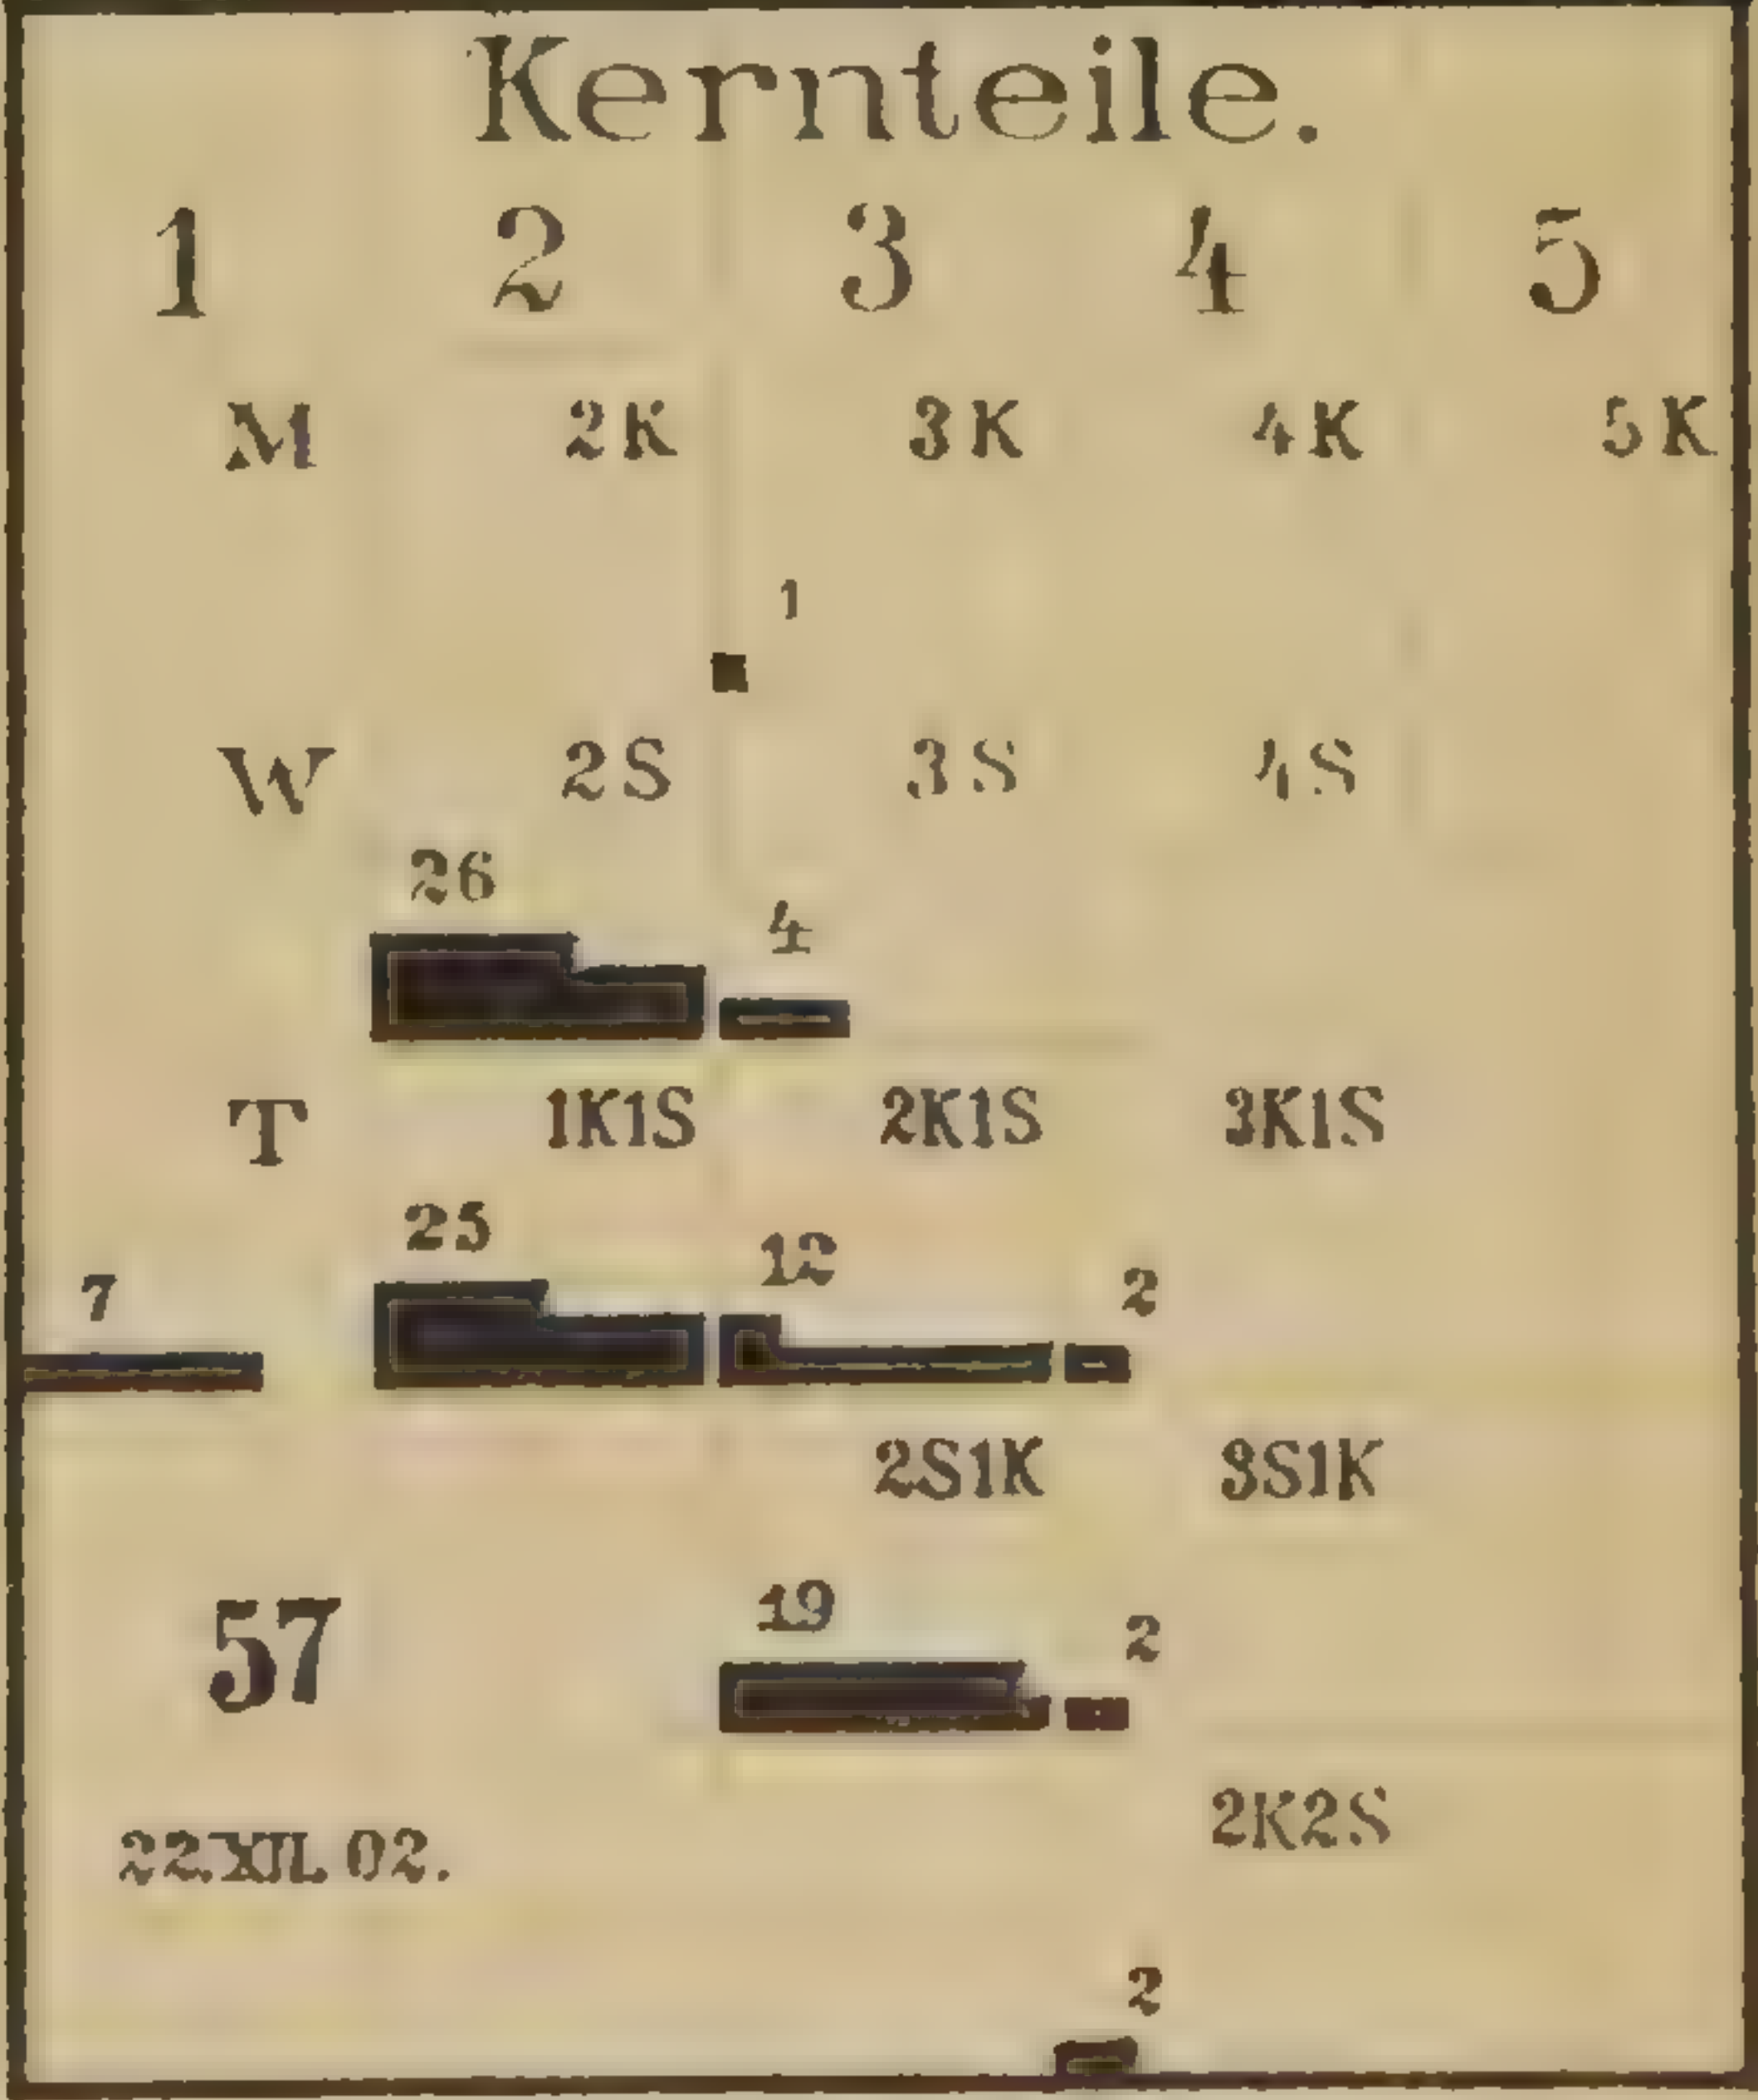 Kernteile.
1 2 3 4 5
M 2K 3K 4K 5K
1
W 2S 3S 4S
26 4
T 1K1S 2K1S 3K1S
7 25 12 2
2S1K 3S1K
57 19 2
22.XII. 02. 2K2S
2